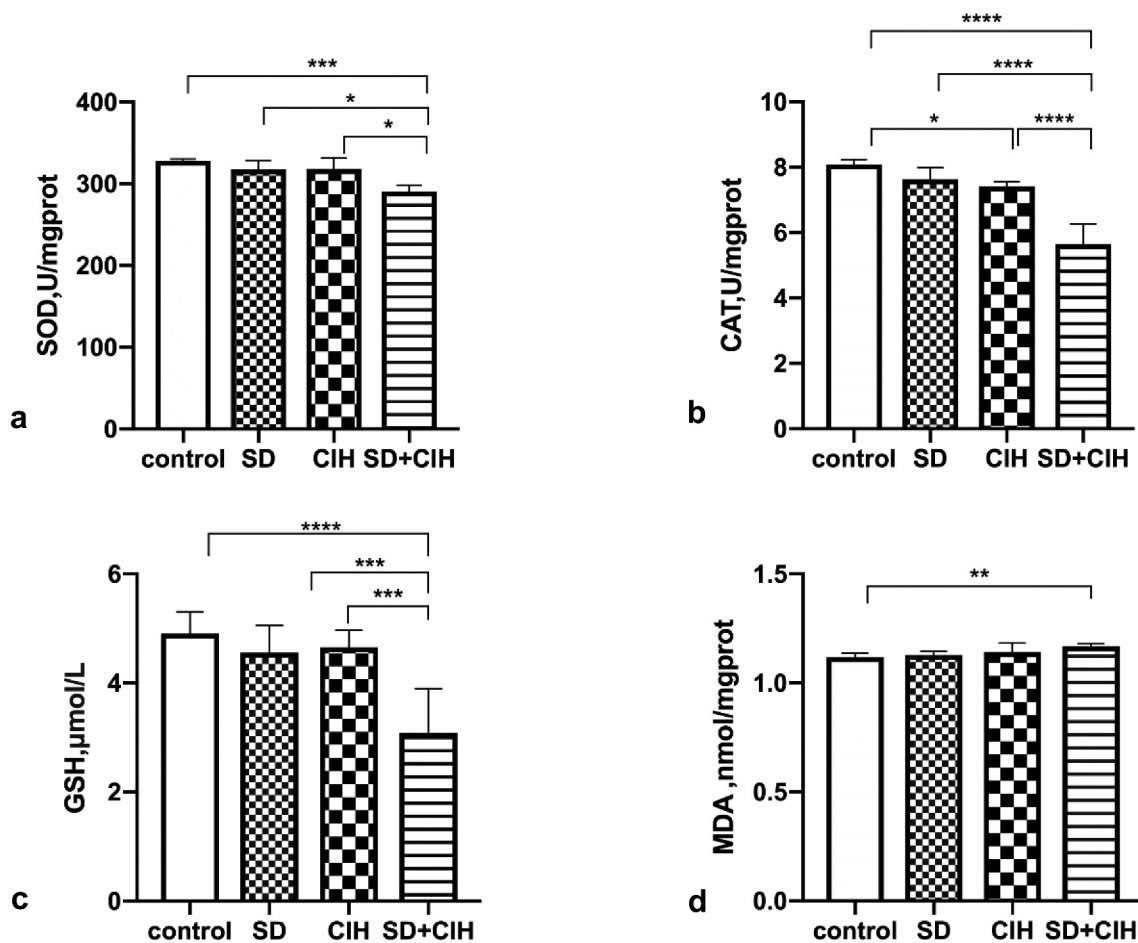 ***
*
*
400
300
200
100
0
SOD,U/mgprot
control SD CIH SD+CIH
a
****
****
* ****
10
8
6
4
2
0
CAT,U/mgprot
control SD CIH SD+CIH
b
****
***
***
6
4
2
0
GSH,μmol/L
control SD CIH SD+CIH
c
**
1.5
1.0
0.5
0.0
MDA ,nmol/mgprot
control SD CIH SD+CIH
d